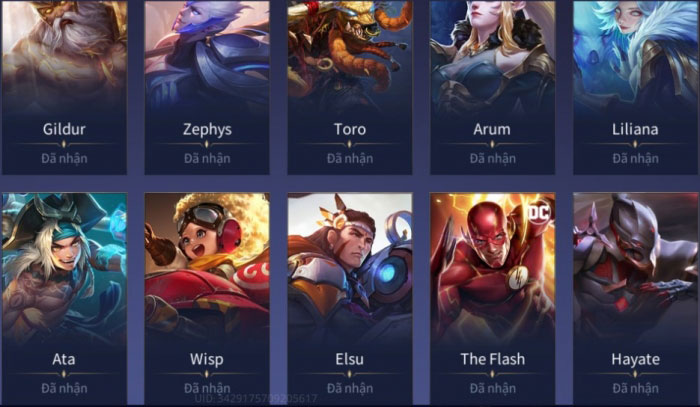 Gildur Zephys Toro Arum Liliana
Đã nhận Đã nhận Đã nhận Đã nhận Đã nhận
DC
Ata Wisp Elsu The Flash Hayate
Đã nhận Đã nhận Đã nhận Đã nhận Đã nhận
UID: 3429175709205617